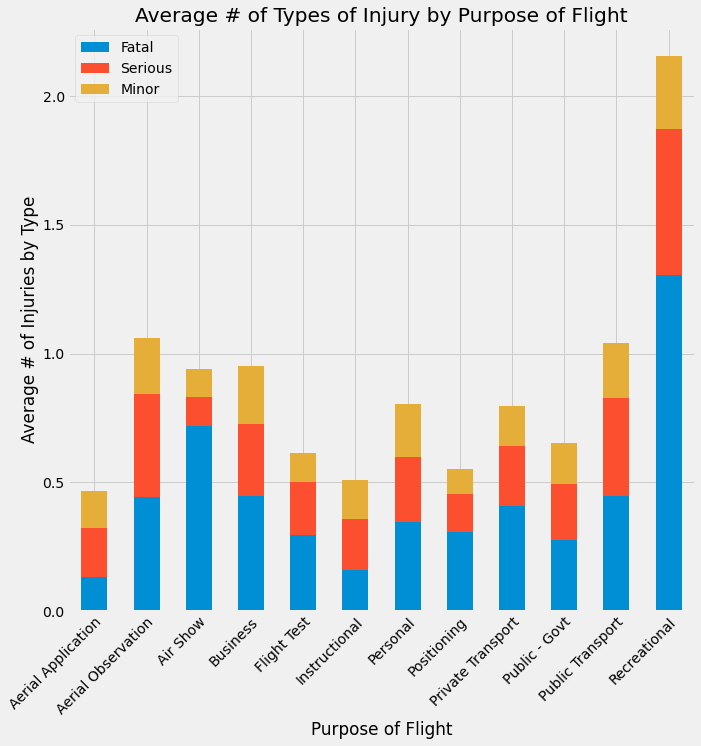 Average # of Types of Injury by Purpose of Flight
Fatal
Serious
Minor
Average # of Injuries by Type
2.0
1.5
1.0
0.5
0.0
Aerial Application
Aerial Observation
Air Show
Business
Flight Test
Instructional
Personal
Positioning
Private Transport
Public - Govt
Public Transport
Recreational
Purpose of Flight